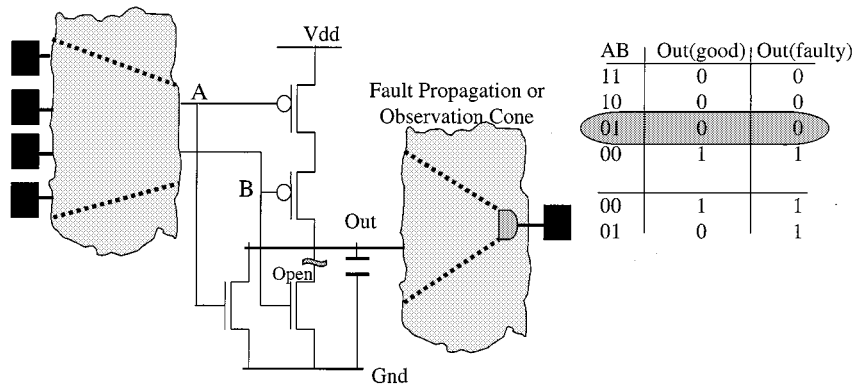 Vdd
A
B
Out
Open
Gnd
Fault Propagation or
Observation Cone
AB Out(good) Out(faulty)
11 0 0
10 0 0
01 0 0
00 1 1
00 1 1
01 0 1